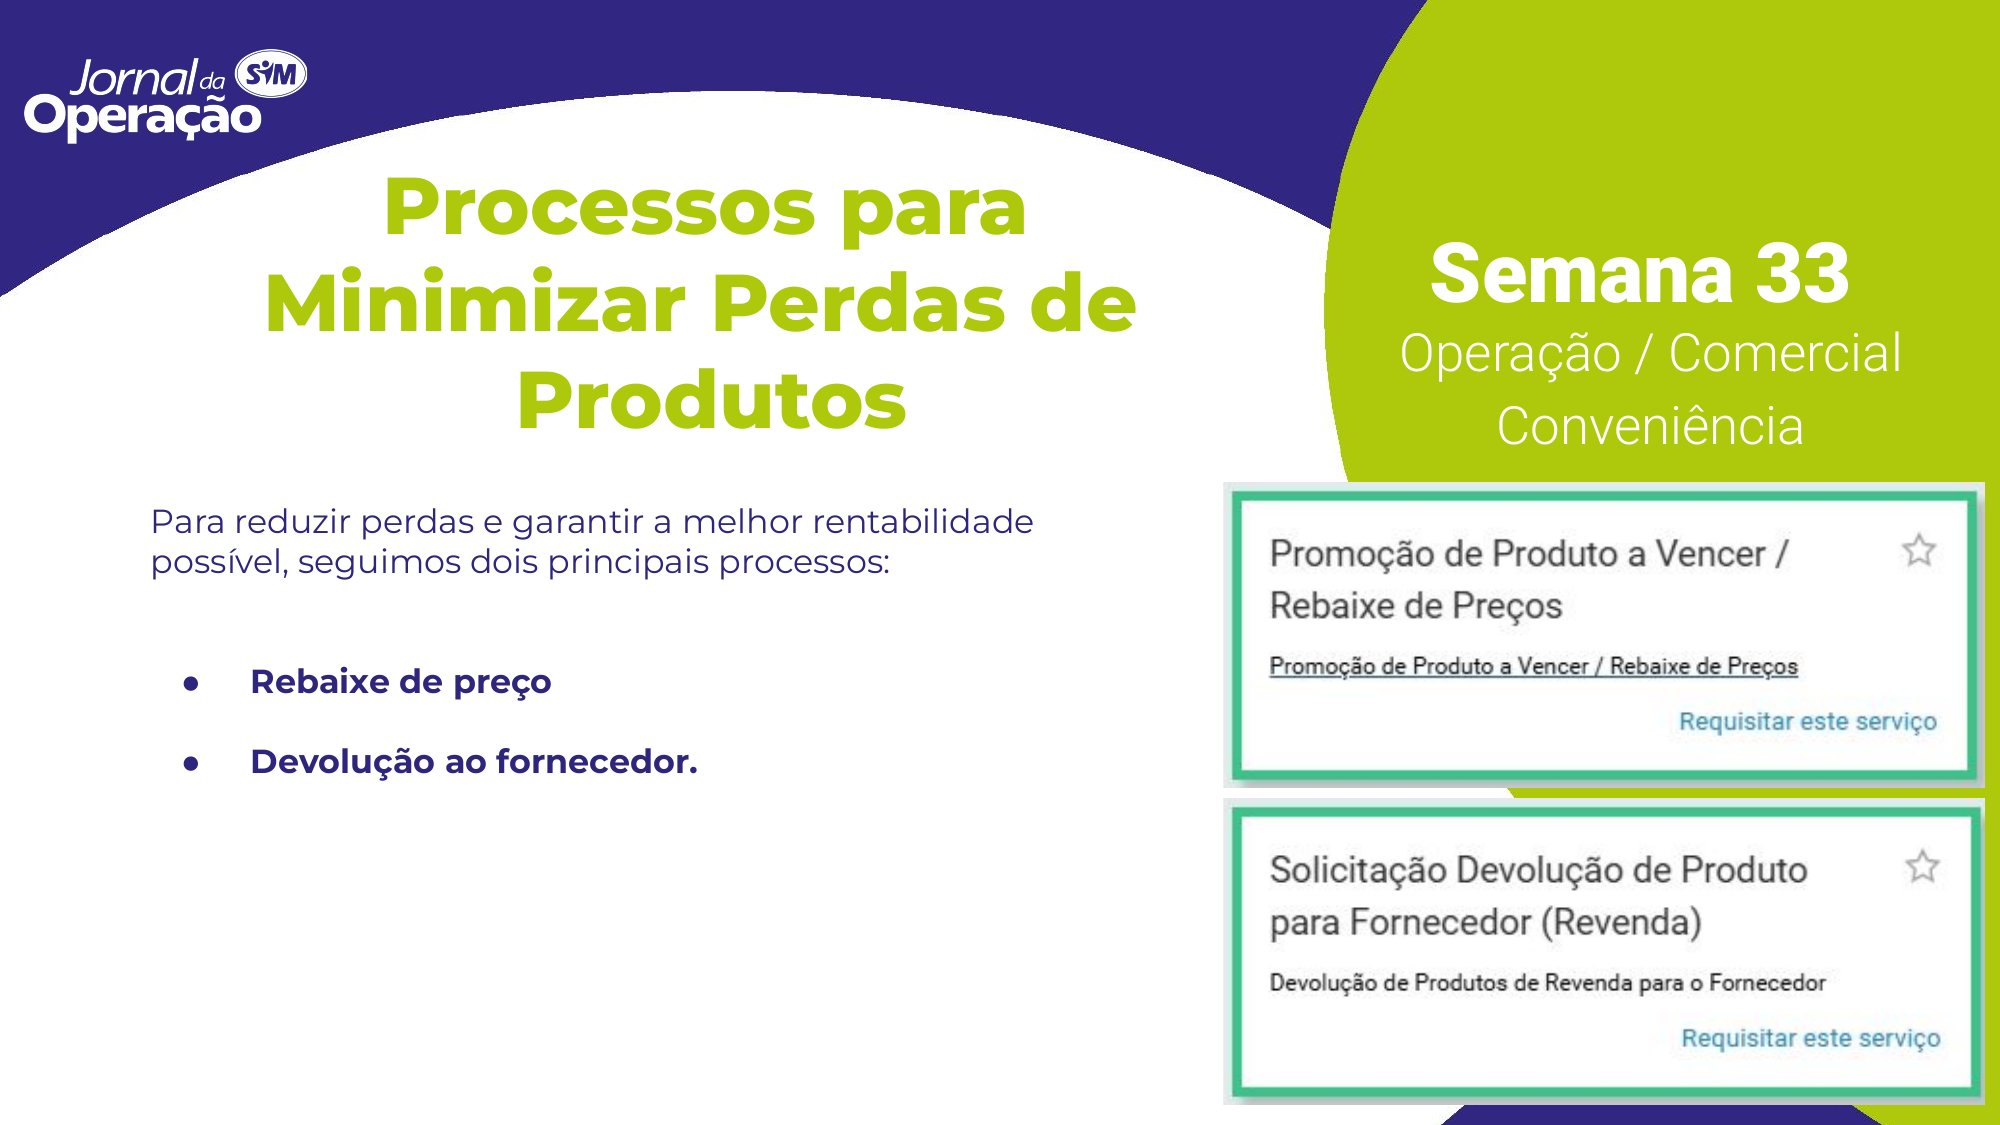 Jornal da SIM
Operação
Processos para
Minimizar Perdas de
Produtos
Para reduzir perdas e garantir a melhor rentabilidade
possível, seguimos dois principais processos:
● Rebaixe de preço
● Devolução ao fornecedor.
Semana 33
Operação / Comercial
Conveniência
Promoção de Produto a Vencer /
Rebaixe de Preços
Promoção de Produto a Vencer / Rebaixe de Preços
Requisitar este serviço
Solicitação Devolução de Produto
para Fornecedor (Revenda)
Devolução de Produtos de Revenda para o Fornecedor
Requisitar este serviço